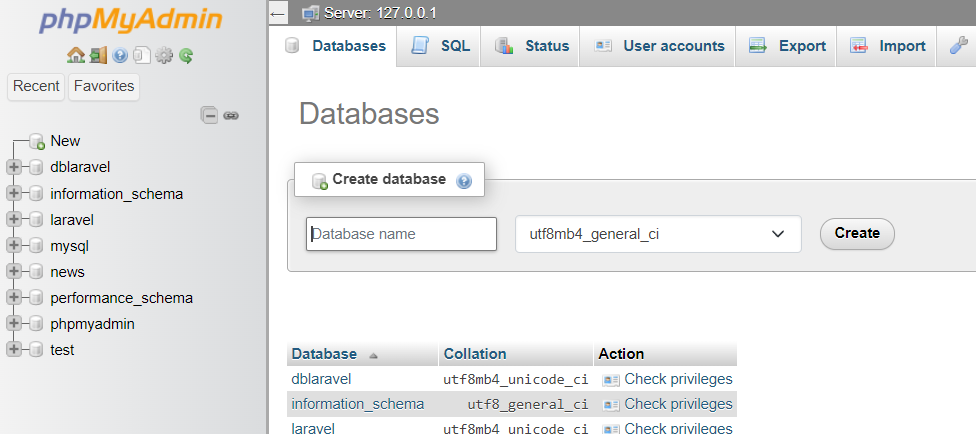 phpMyAdmin
Recent Favorites
New
dblaravel
information_schema
laravel
mysql
news
performance_schema
phpmyadmin
test
Server: 127.0.0.1
Databases SQL Status User accounts Export Import
Databases
Create database
Database name utf8mb4_general_ci Create
Database Collation Action
dblaravel utf8mb4_unicode_ci Check privileges
information_schema utf8_general_ci Check privileges
laravel utf8mb4_unicode_ci Check privileges